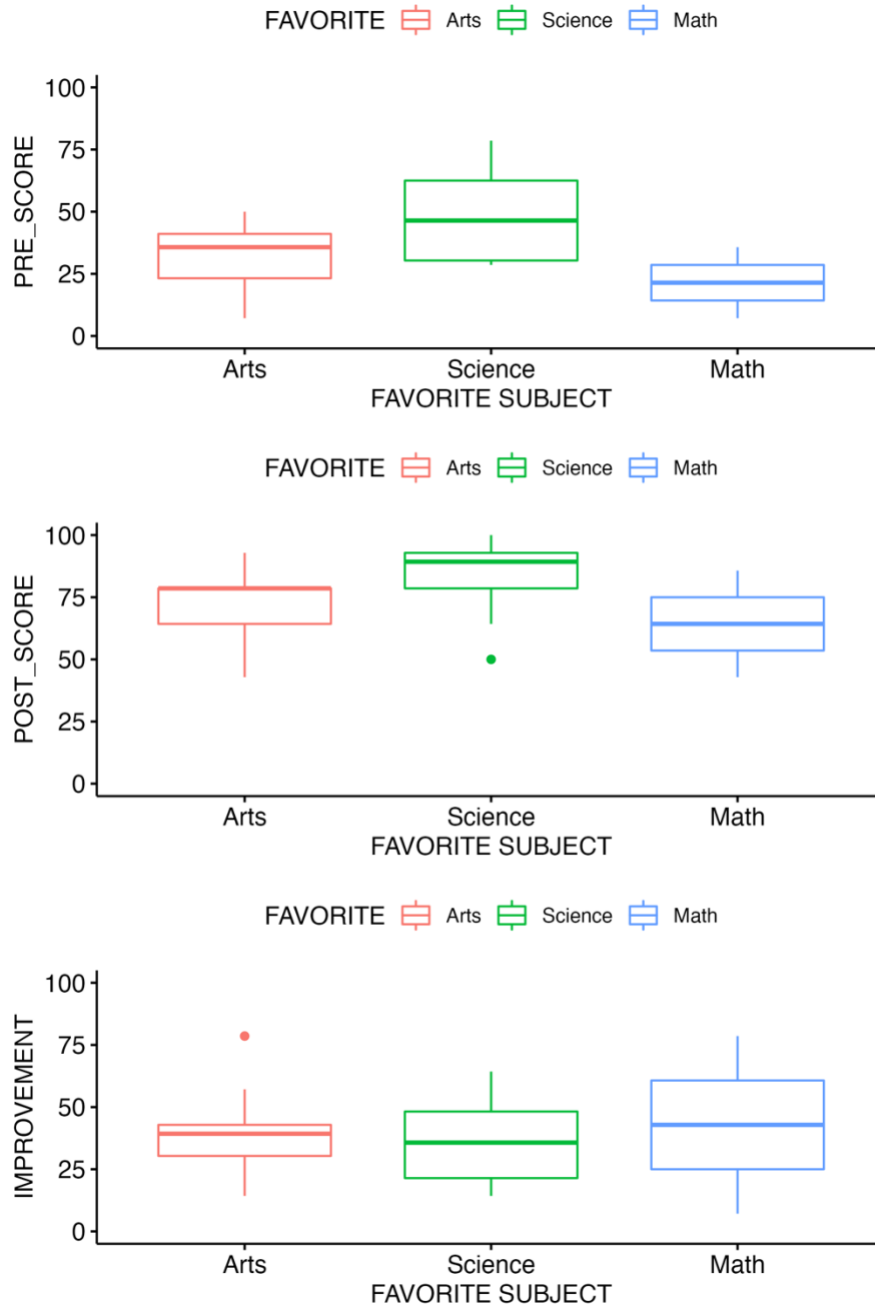 FAVORITE Arts Science Math
PRE_SCORE
100
75
50
25
0
Arts Science Math
FAVORITE SUBJECT
FAVORITE Arts Science Math
POST_SCORE
100
75
50
25
0
Arts Science Math
FAVORITE SUBJECT
FAVORITE Arts Science Math
IMPROVEMENT
100
75
50
25
0
Arts Science Math
FAVORITE SUBJECT